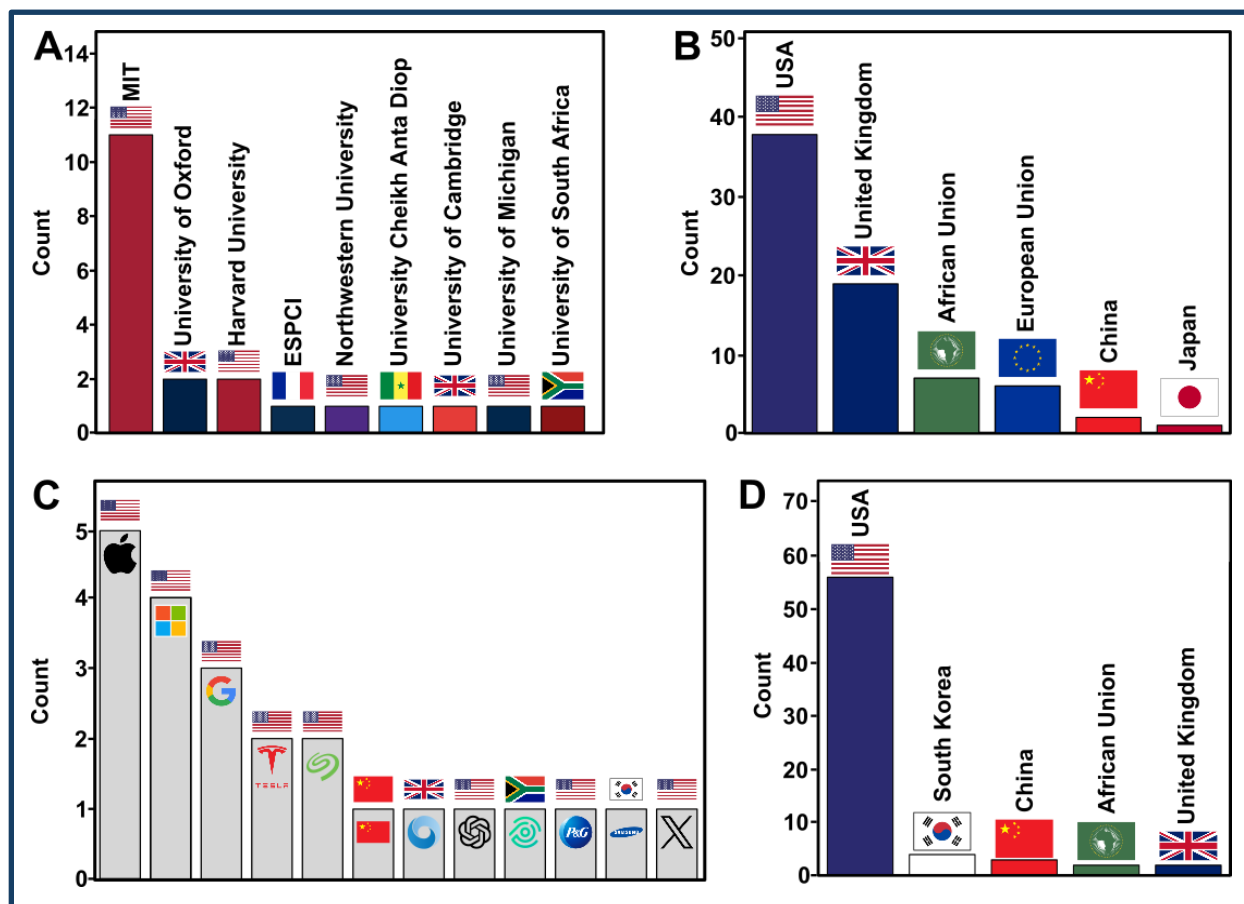 A
Count
14
12
10
8
6
4
2
0
MIT
University of Oxford
Harvard University
ESPCI
Northwestern University
University Cheikh Anta Diop
University of Cambridge
University of Michigan
University of South Africa
B
Count
50
40
30
20
10
0
USA
United Kingdom
African Union
European Union
China
Japan
C
Count
5
4
3
2
1
0
TESLA
P&G
SAMSUNG
D
Count
70
60
50
40
30
20
10
0
USA
South Korea
China
African Union
United Kingdom